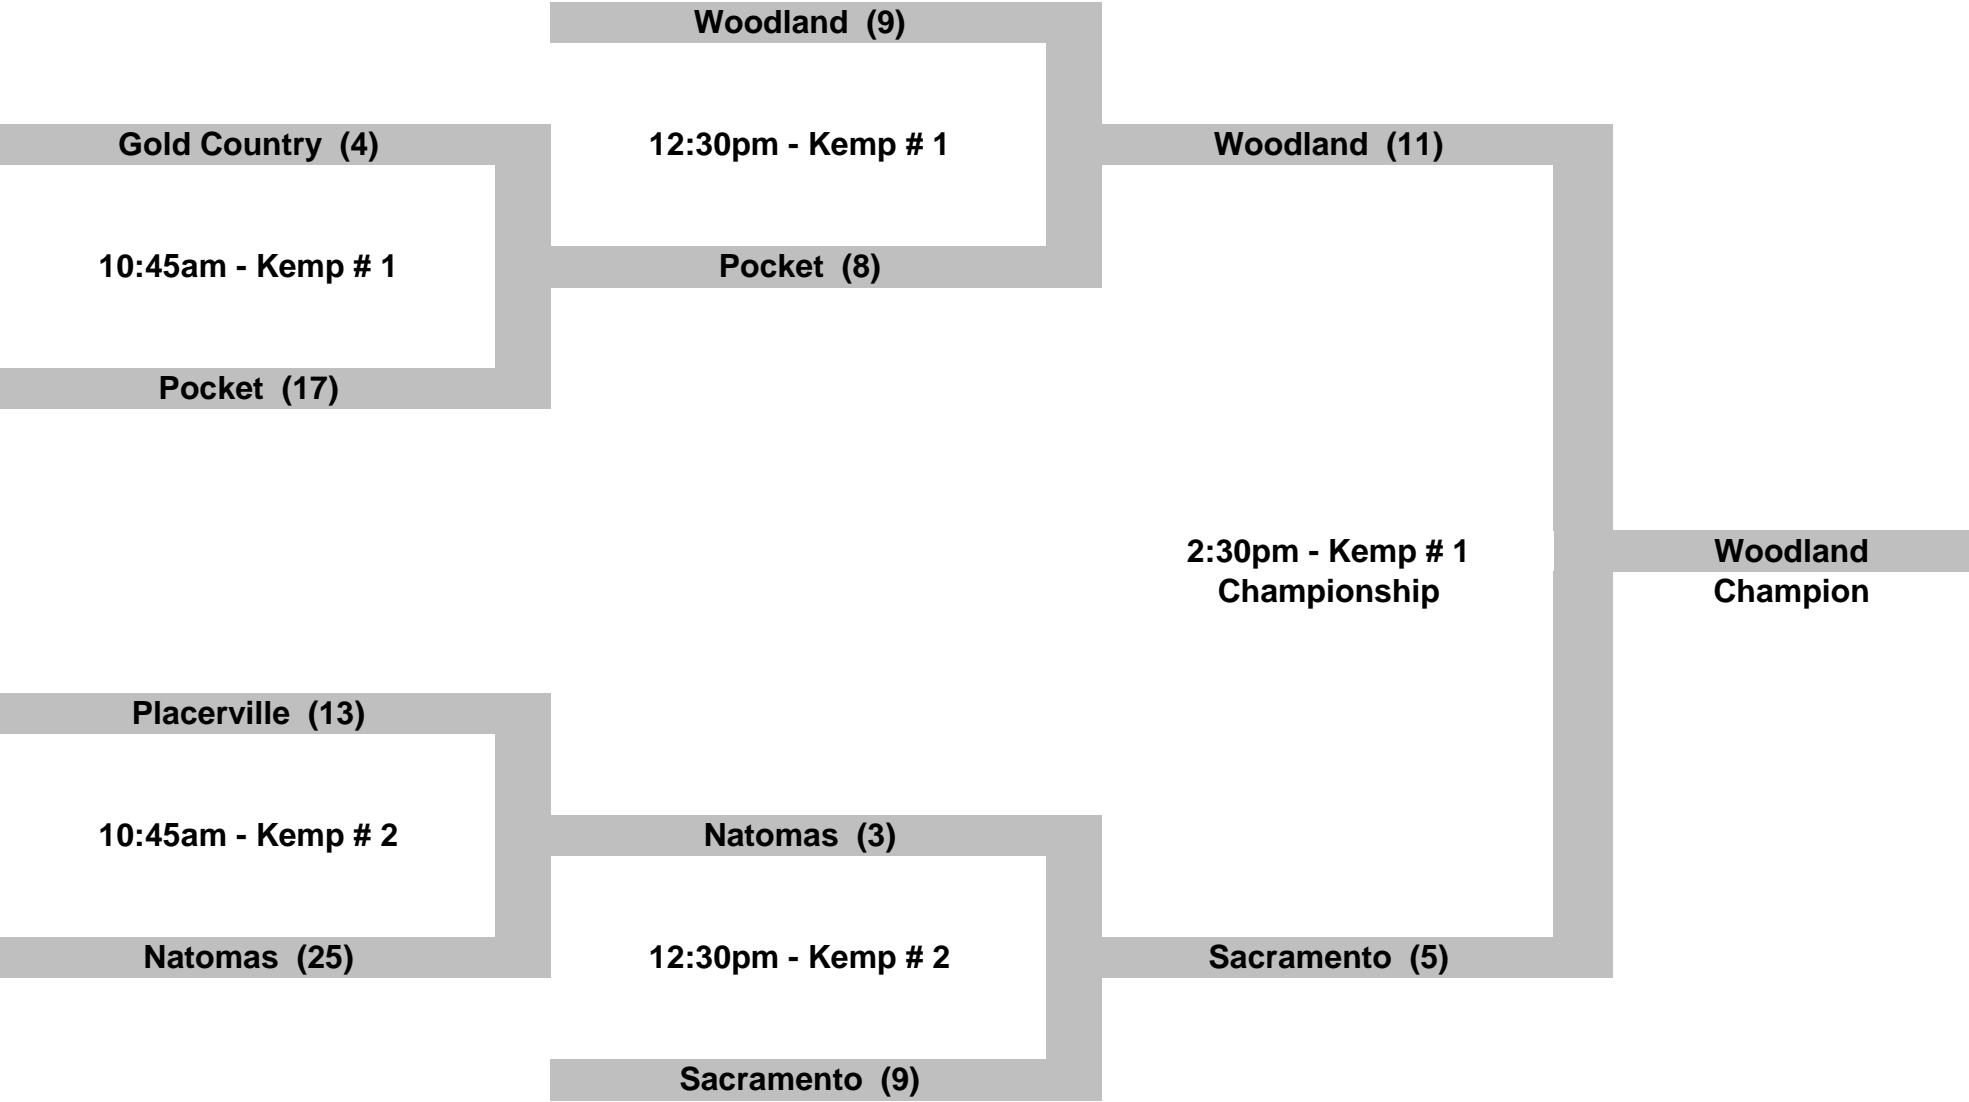 Woodland (9)
Gold Country (4)
12:30pm - Kemp # 1
Woodland (11)
10:45am - Kemp # 1
Pocket (8)
Pocket (17)
2:30pm - Kemp # 1
Championship
Woodland
Champion
Placerville (13)
10:45am - Kemp # 2
Natomas (3)
Natomas (25)
12:30pm - Kemp # 2
Sacramento (5)
Sacramento (9)